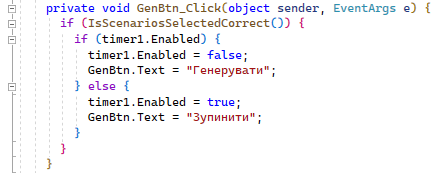 private void GenBtn_Click(object sender, EventArgs e) {
if (IsScenariosSelectedCorrect()) {
if (timer1.Enabled) {
timer1.Enabled = false;
GenBtn.Text = "Генерувати";
} else {
timer1.Enabled = true;
GenBtn.Text = "Зупинити";
}
}
}